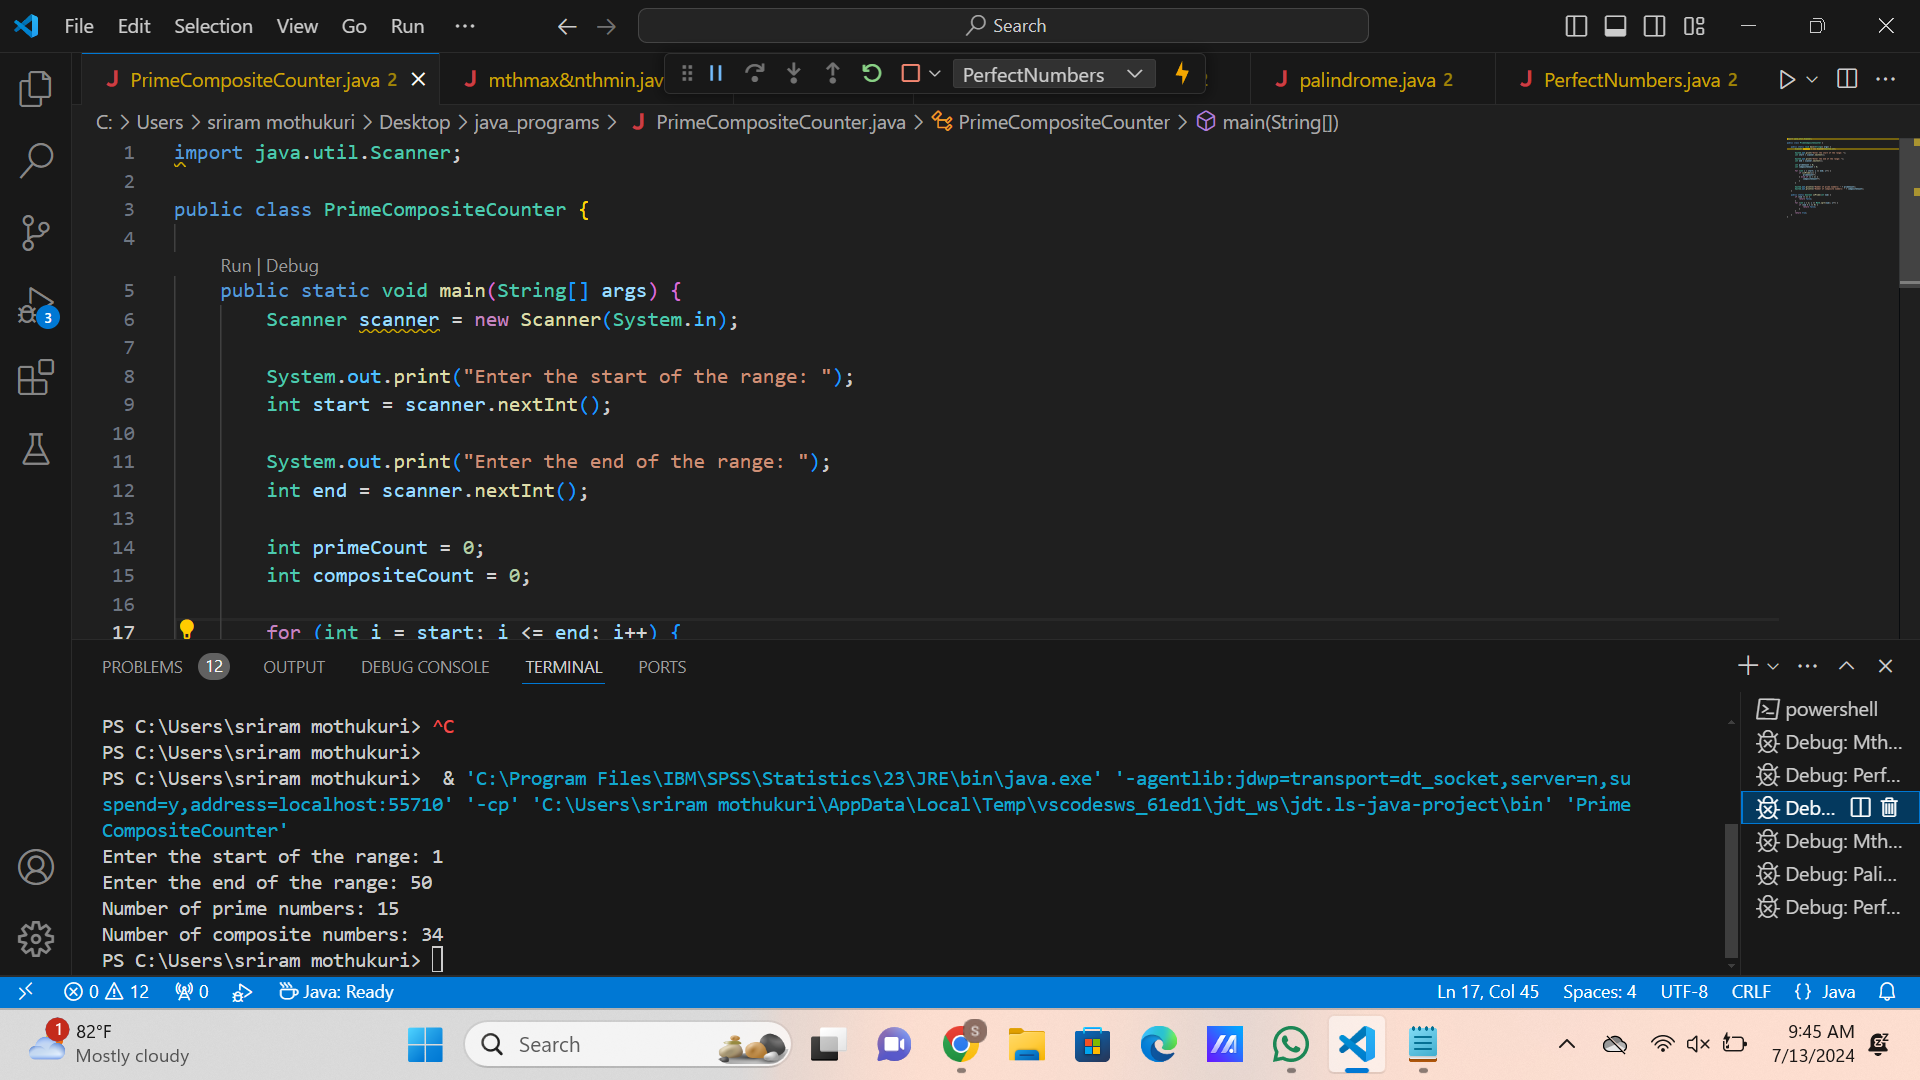 File Edit Selection View Go Run ··· Search
PrimeCompositeCounter.java 2 mthmax&nthmin.jav PerfectNumbers palindrome.java 2 PerfectNumbers.java 2
C: > Users > sriram mothukuri > Desktop > java_programs > PrimeCompositeCounter.java > PrimeCompositeCounter > main(String[])
1 import java.util.Scanner;
2
3 public class PrimeCompositeCounter {
4
Run | Debug
5 public static void main(String[] args) {
6 Scanner scanner = new Scanner(System.in);
7
8 System.out.print("Enter the start of the range: ");
9 int start = scanner.nextInt();
10
11 System.out.print("Enter the end of the range: ");
12 int end = scanner.nextInt();
13
14 int primeCount = 0;
15 int compositeCount = 0;
16
17 for (int i = start; i <= end; i++) {
3
PROBLEMS 12 OUTPUT DEBUG CONSOLE TERMINAL PORTS
PS C:\Users\sriram mothukuri> ^C
PS C:\Users\sriram mothukuri>
PS C:\Users\sriram mothukuri> & 'C:\Program Files\IBM\SPSS\Statistics\23\JRE\bin\java.exe' '-agentlib:jdwp=transport=dt_socket,server=n,su
spend=y,address=localhost:55710' '-cp' 'C:\Users\sriram mothukuri\AppData\Local\Temp\vscodesws_61ed1\jdt_ws\jdt.ls-java-project\bin' 'Prime
CompositeCounter'
Enter the start of the range: 1
Enter the end of the range: 50
Number of prime numbers: 15
Number of composite numbers: 34
PS C:\Users\sriram mothukuri>
powershell
Debug: Mth...
Debug: Perf...
Deb...
Debug: Mth...
Debug: Pali...
Debug: Perf...
0 12 0 Java: Ready Ln 17, Col 45 Spaces: 4 UTF-8 CRLF {} Java
1 82°F
Mostly cloudy
Search
S
9:45 AM
7/13/2024